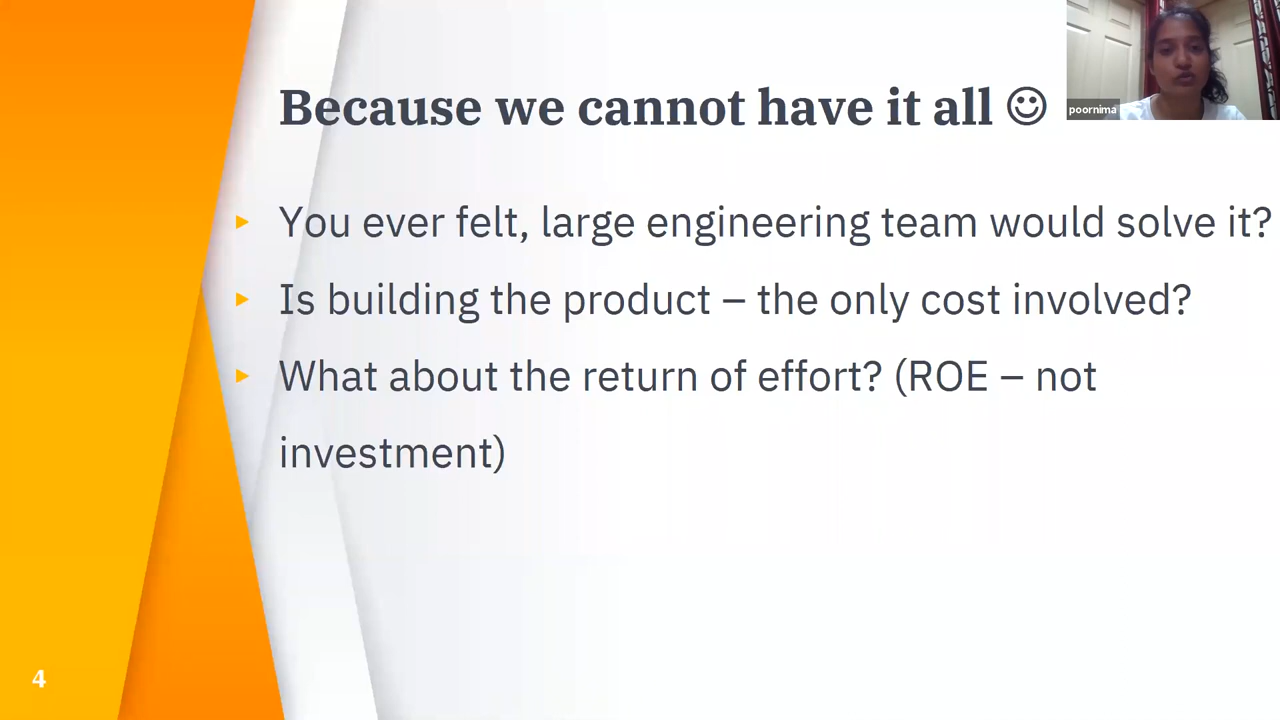 Because we cannot have it all ☺
poornima
▸ You ever felt, large engineering team would solve it?
▸ Is building the product – the only cost involved?
▸ What about the return of effort? (ROE – not
investment)
4